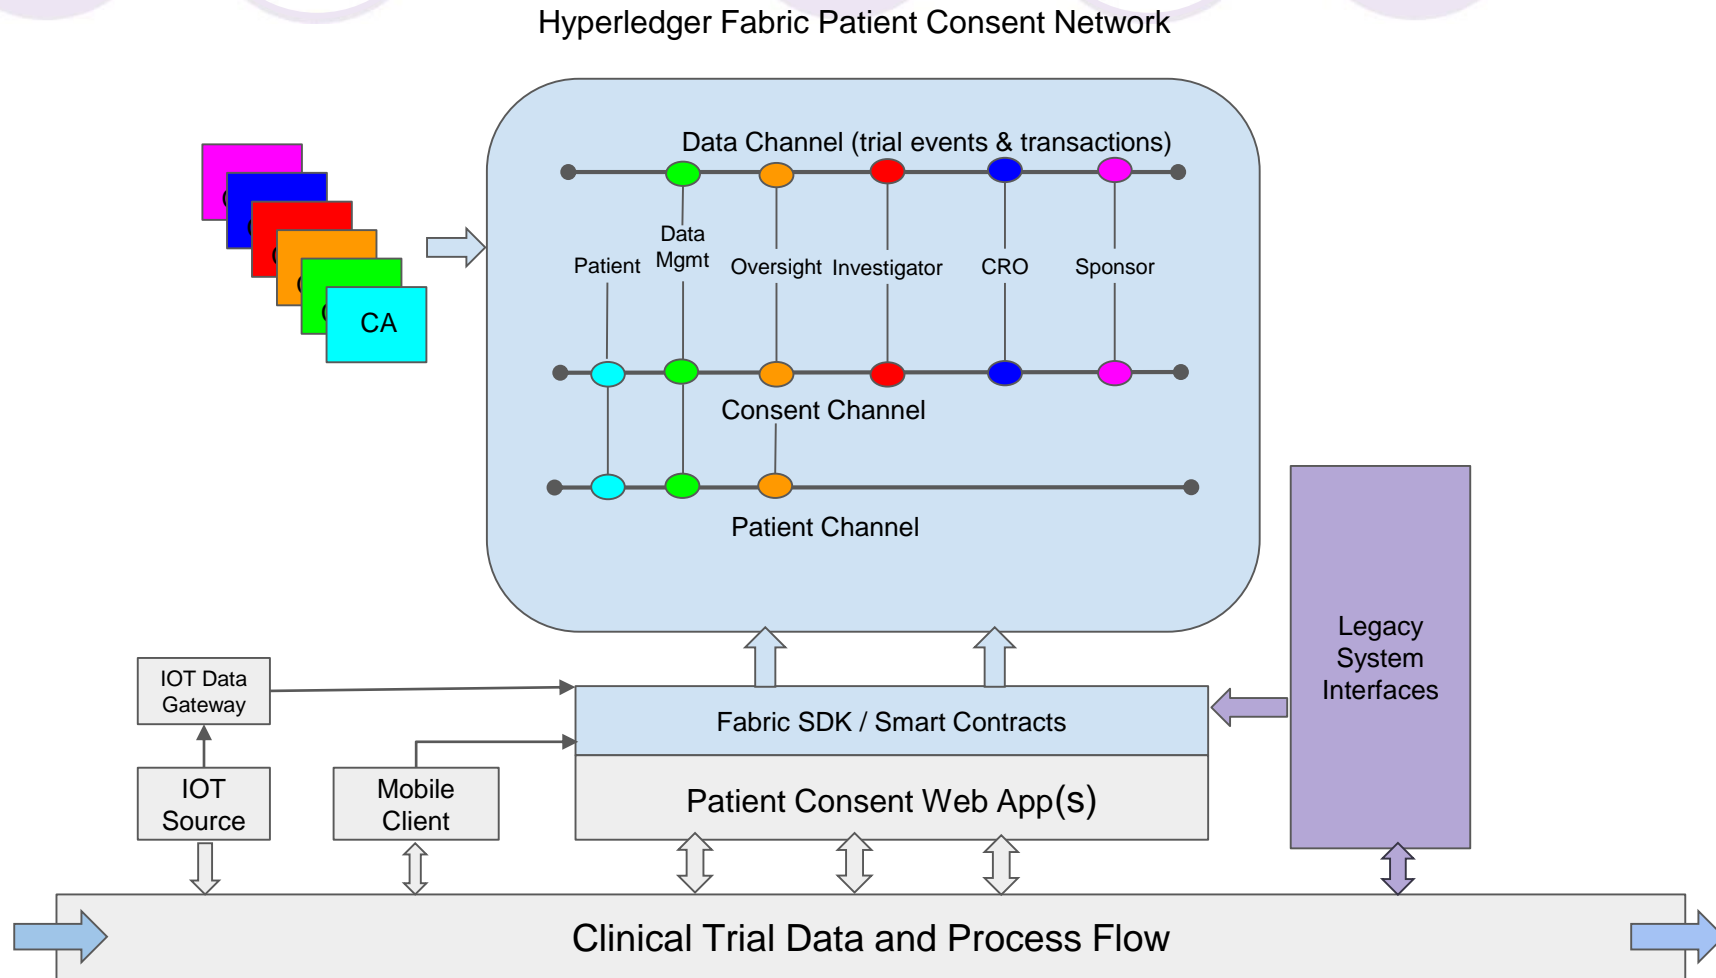 Hyperledger Fabric Patient Consent Network
Data Channel (trial events & transactions)
Data
Mgmt
Patient
Oversight
Investigator
CRO
Sponsor
CA
Consent Channel
Patient Channel
Legacy
System
Interfaces
IOT Data
Gateway
Fabric SDK / Smart Contracts
IOT
Source
Mobile
Client
Patient Consent Web App(s)
Clinical Trial Data and Process Flow